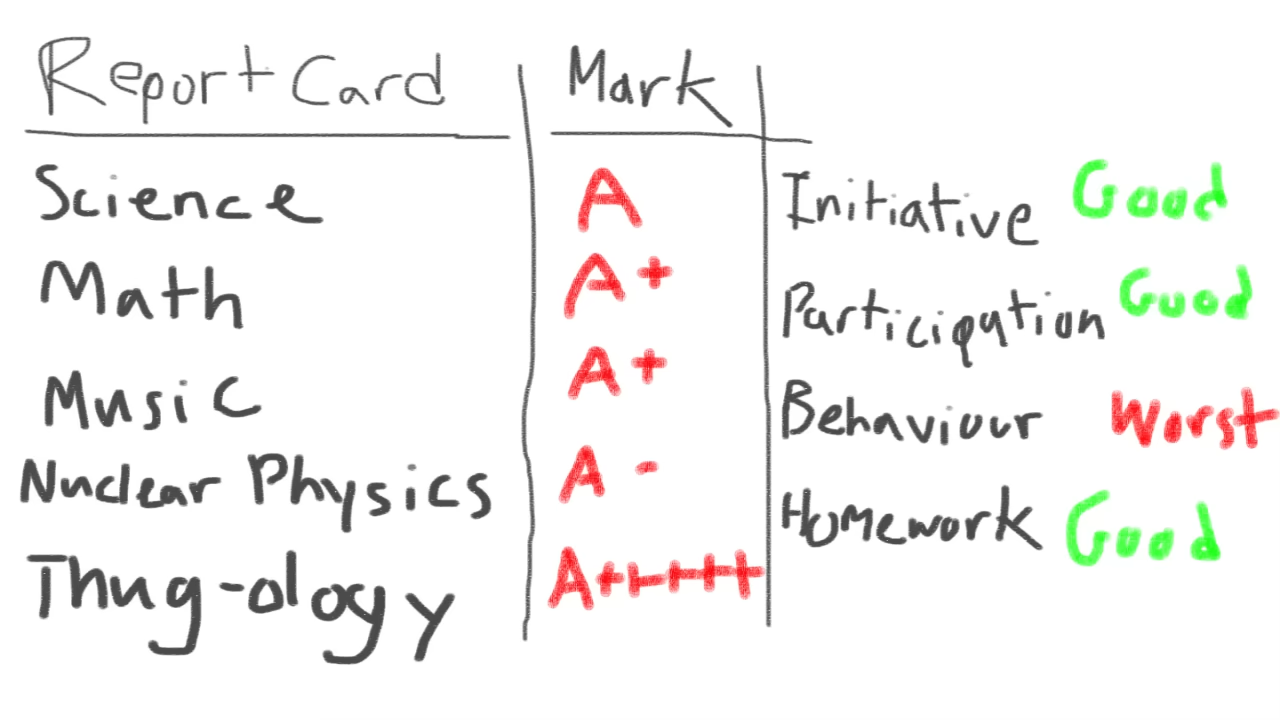 Report Card Mark
Science A Initiative Good
Math A+ Participation Good
Music A+ Behaviour Worst
Nuclear Physics A- Homework Good
Thug-ology A+++++